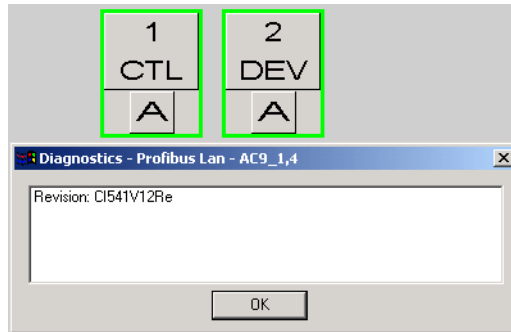 1 2
CTL DEV
A A
Diagnostics - Profibus Lan - AC9_1,4
Revision: CI541V12Re
OK